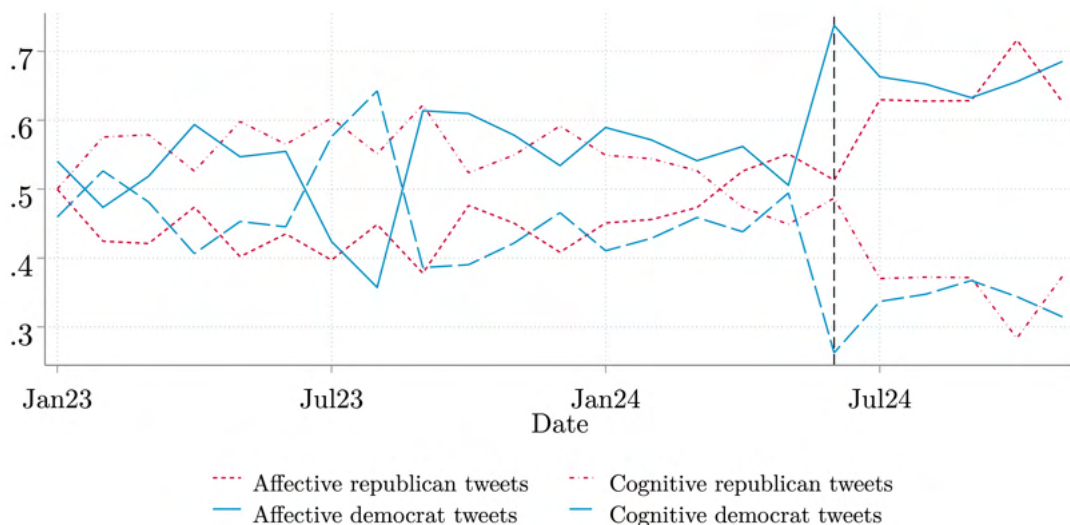 .7
.6
.5
.4
.3
Jan23 Jul23 Jan24 Jul24
Date
Affective republican tweets Cognitive republican tweets
Affective democrat tweets Cognitive democrat tweets